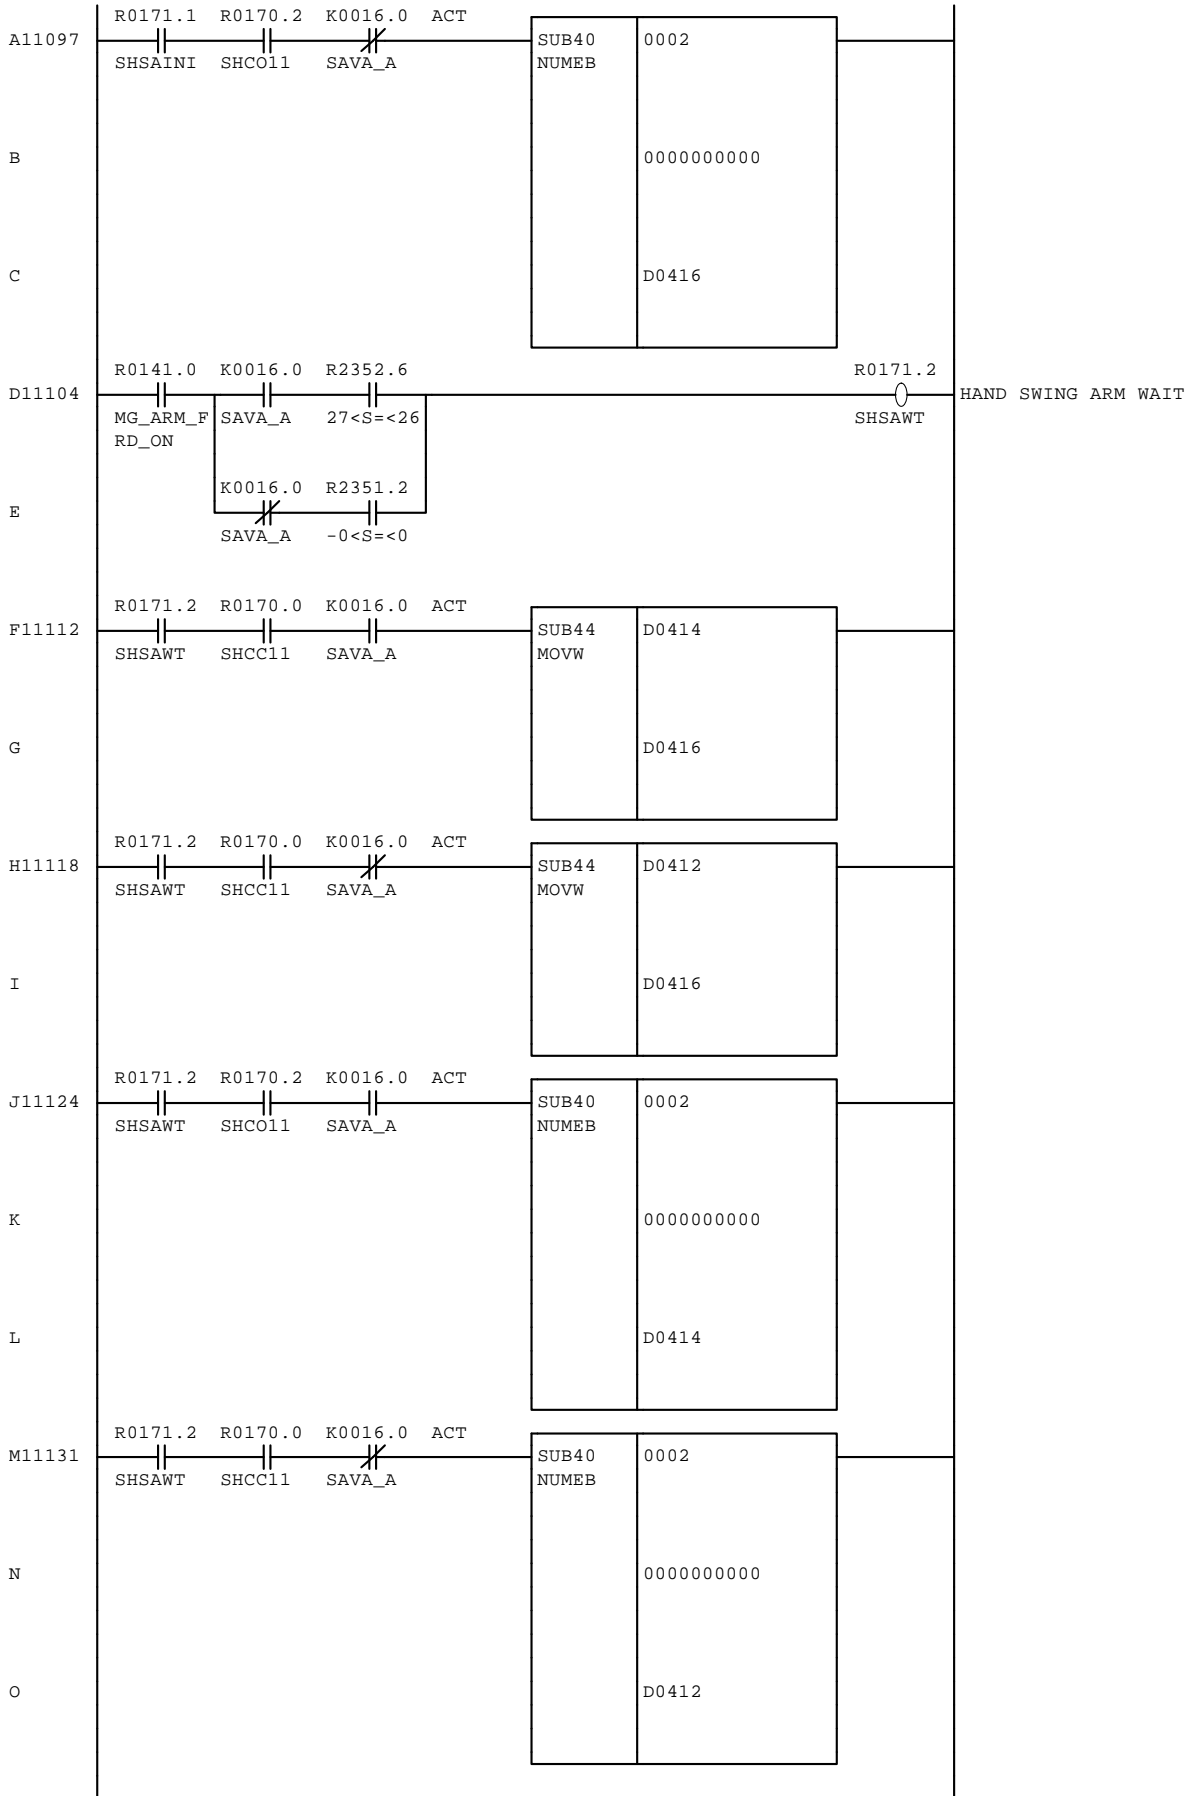 R0171.1 R0170.2 K0016.0 ACT
A11097 SUB40 0002
SHSAINI SHCO11 SAVA_A NUMEB
B 0000000000
C D0416
R0141.0 K0016.0 R2352.6 R0171.2
D11104 HAND SWING ARM WAIT
MG_ARM_F SAVA_A 27<S=<26 SHSAWT
RD_ON
K0016.0 R2351.2
E
SAVA_A -0<S=<0
R0171.2 R0170.0 K0016.0 ACT
F11112 SUB44 D0414
SHSAWT SHCC11 SAVA_A MOVW
G D0416
R0171.2 R0170.0 K0016.0 ACT
H11118 SUB44 D0412
SHSAWT SHCC11 SAVA_A MOVW
I D0416
R0171.2 R0170.2 K0016.0 ACT
J11124 SUB40 0002
SHSAWT SHCO11 SAVA_A NUMEB
K 0000000000
L D0414
R0171.2 R0170.0 K0016.0 ACT
M11131 SUB40 0002
SHSAWT SHCC11 SAVA_A NUMEB
N 0000000000
O D0412